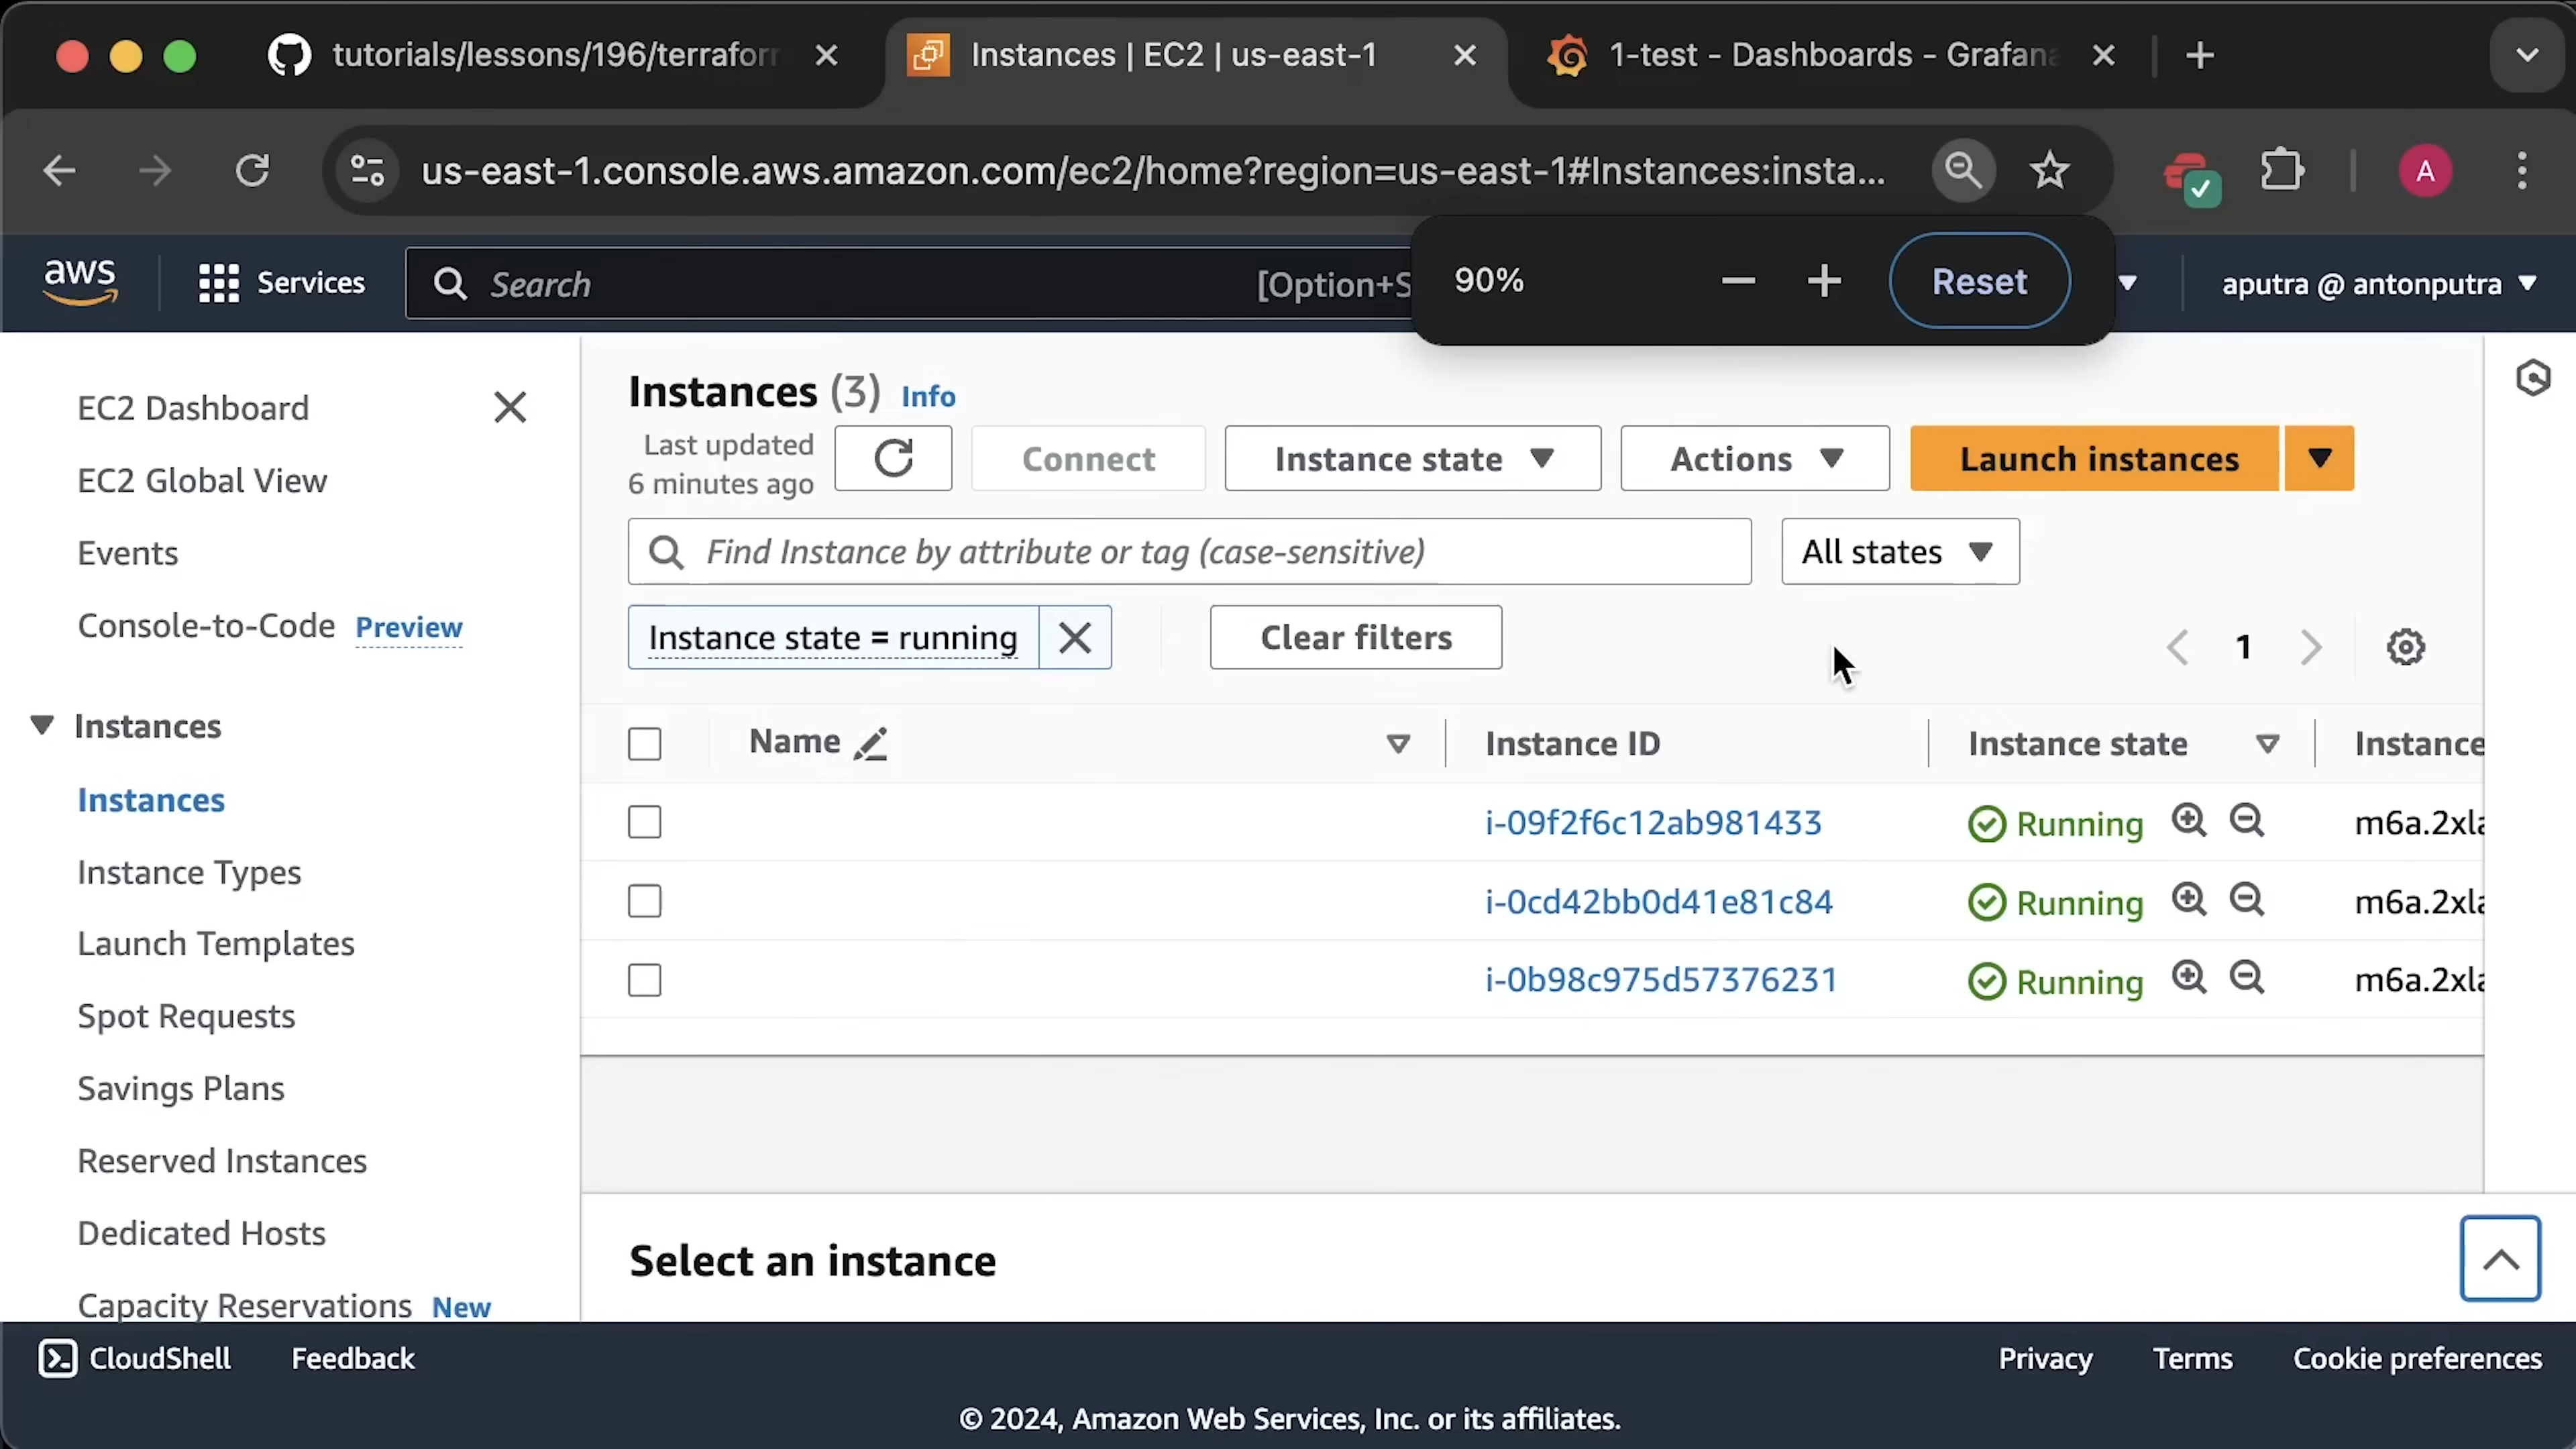 tutorials/lessons/196/terraform
Instances | EC2 | us-east-1
1-test - Dashboards - Grafana
us-east-1.console.aws.amazon.com/ec2/home?region=us-east-1#Instances:insta...
A
aws
Services
Search
[Option+S
90%
Reset
aputra @ antonputra
EC2 Dashboard
EC2 Global View
Events
Console-to-Code Preview
Instances
Instances
Instance Types
Launch Templates
Spot Requests
Savings Plans
Reserved Instances
Dedicated Hosts
Capacity Reservations New
Instances (3) Info
Last updated
6 minutes ago
Connect
Instance state
Actions
Launch instances
Find Instance by attribute or tag (case-sensitive)
All states
Instance state = running
Clear filters
1
Name Instance ID Instance state Instance
i-09f2f6c12ab981433 Running m6a.2xla
i-0cd42bb0d41e81c84 Running m6a.2xla
i-0b98c975d57376231 Running m6a.2xla
Select an instance
CloudShell Feedback Privacy Terms Cookie preferences
© 2024, Amazon Web Services, Inc. or its affiliates.